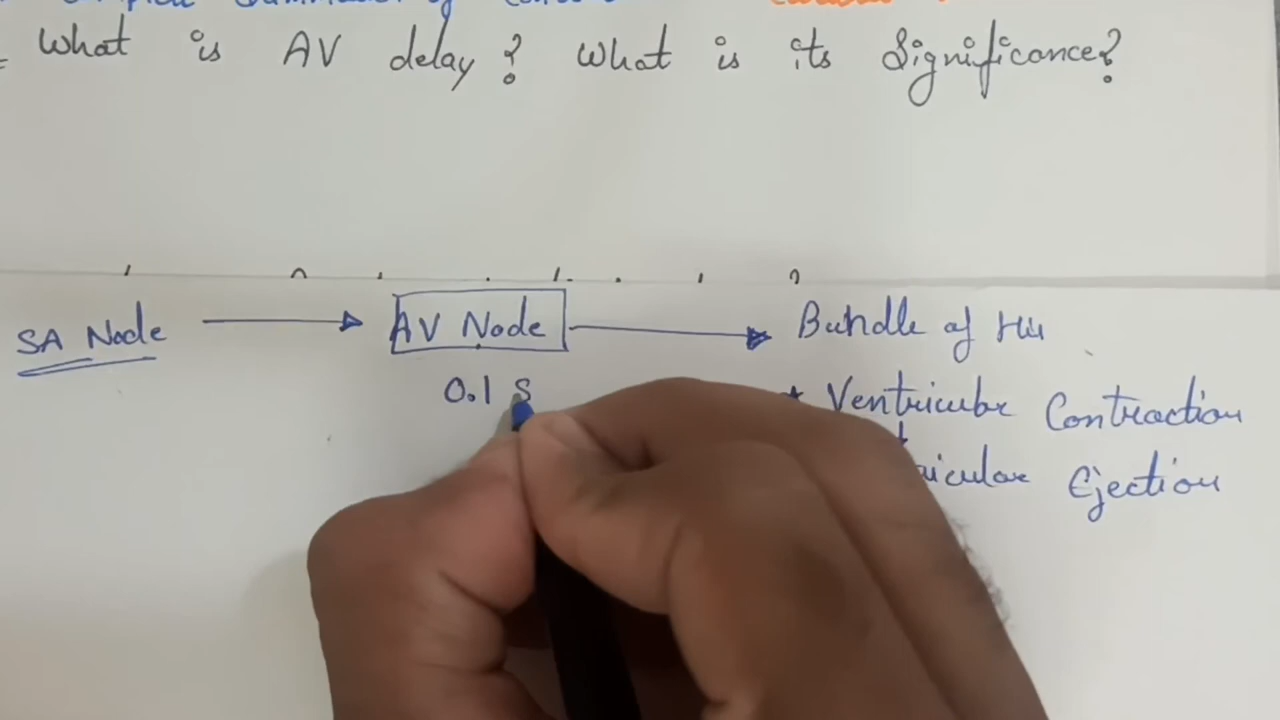 What is AV delay? What is its Significance?
SA Node AV Node Bundle of His
0.1 s
Ventricular Contraction
Ejection